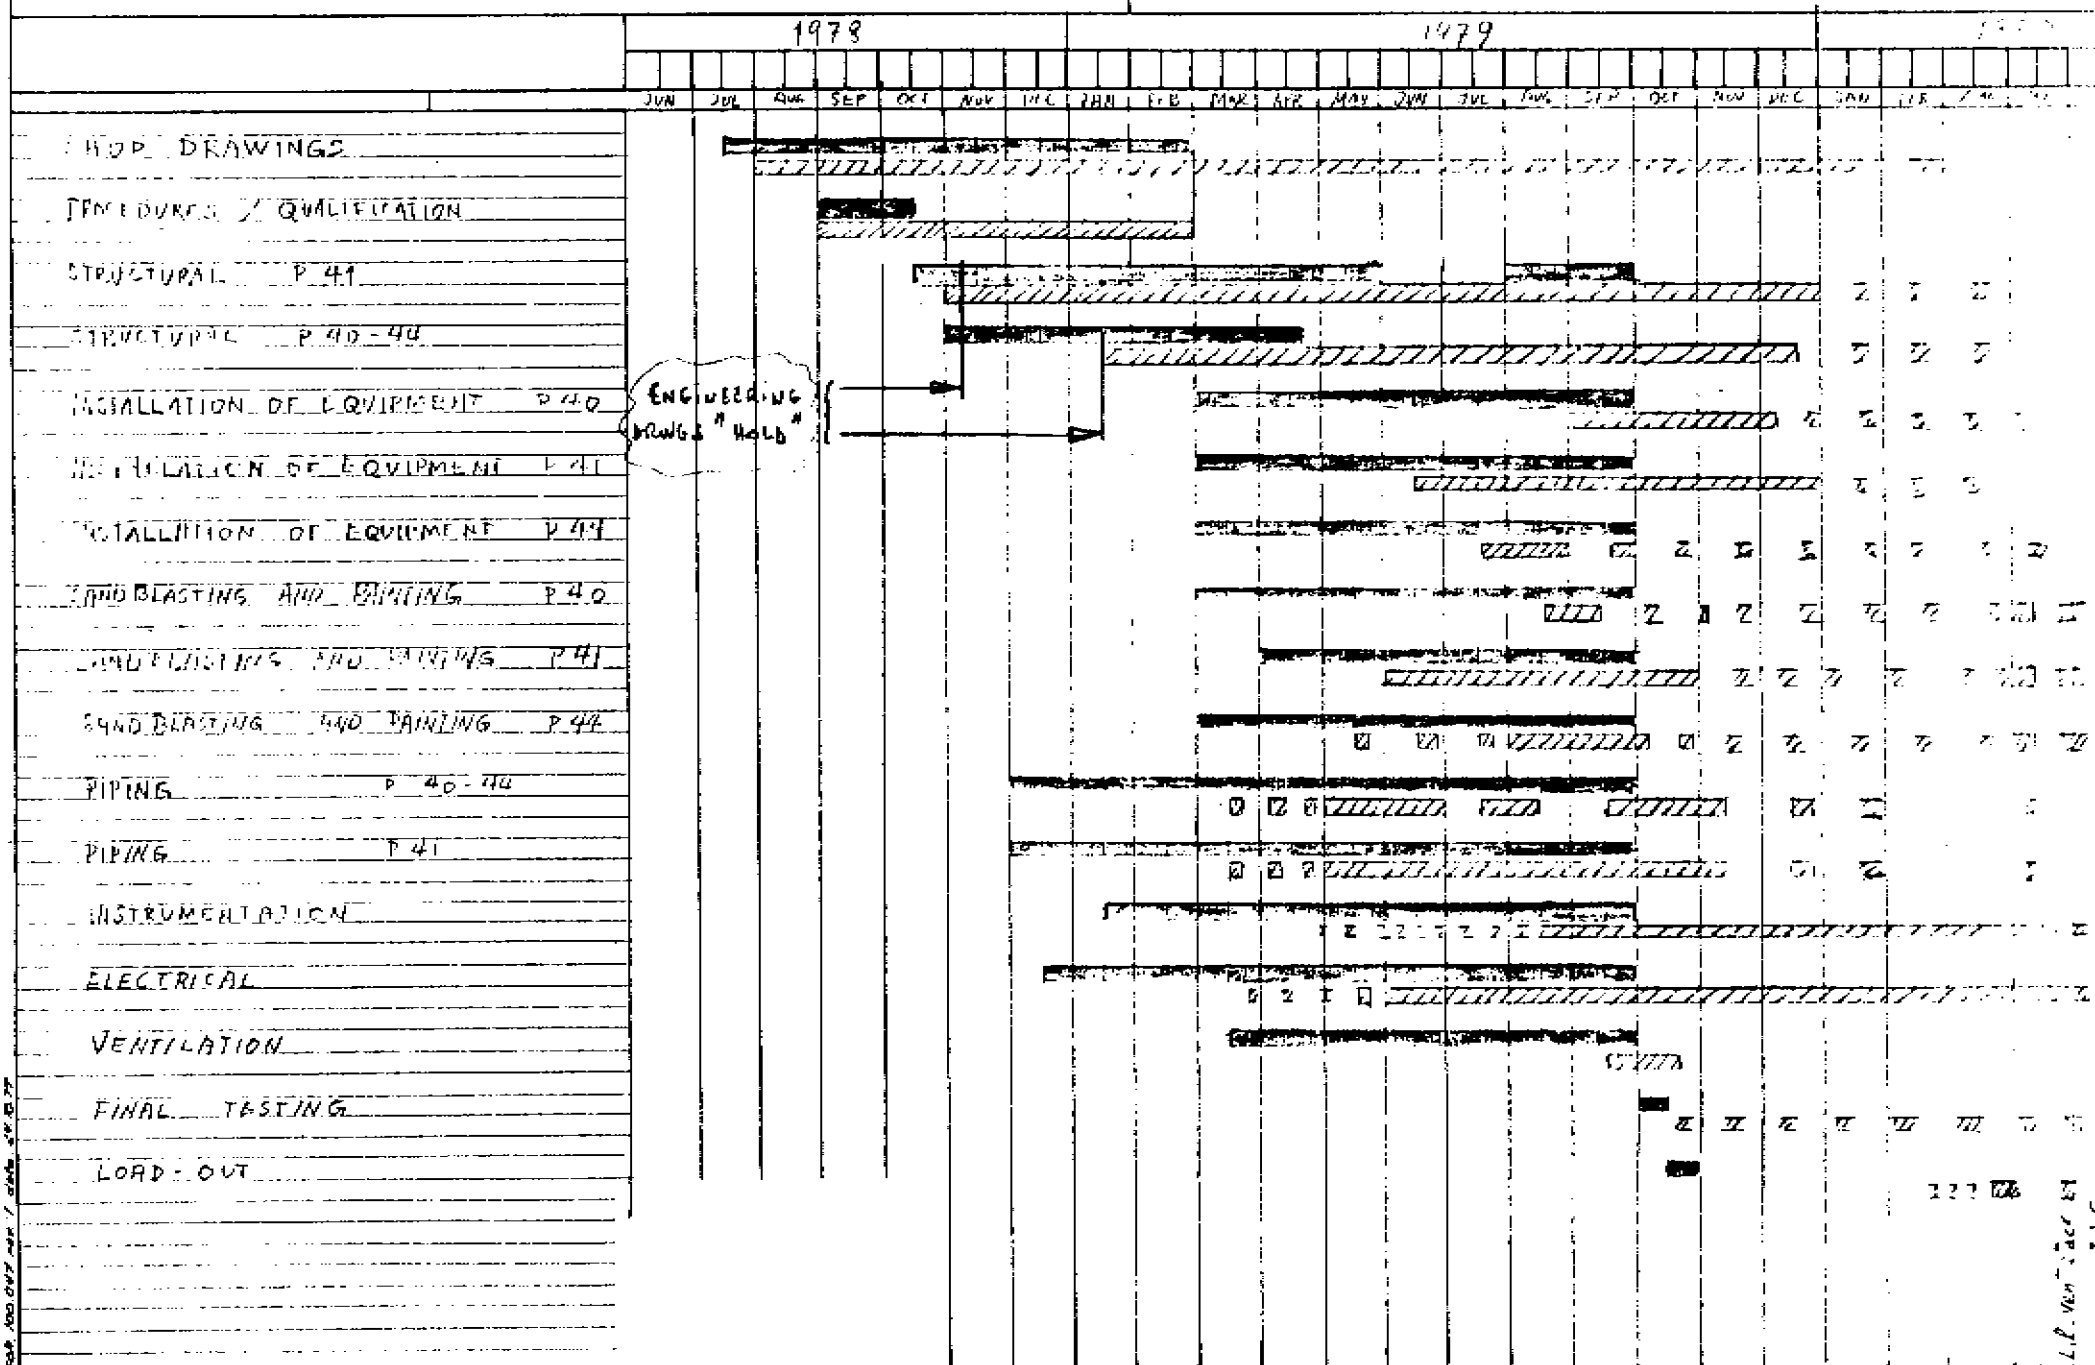 1978 1979
JUN JUL AUG SEP OCT NOV DEC JAN FEB MAR APR MAY JUN JUL AUG SEP OCT NOV DEC JAN
HOP DRAWINGS
PROCEDURES / QUALIFICATION
STRUCTURAL P 41
STRUCTURAL P 40-44
ENGINEERING
DRWGS "HOLD"
INSTALLATION OF EQUIPMENT P 40
INSTALLATION OF EQUIPMENT P 41
INSTALLATION OF EQUIPMENT P 44
SANDBLASTING AND PAINTING P 40
SANDBLASTING AND PAINTING P 41
SANDBLASTING AND PAINTING P 44
PIPING P 40-44
PIPING P 41
INSTRUMENTATION
ELECTRICAL
VENTILATION
FINAL TESTING
LOAD-OUT
L.P. VENT